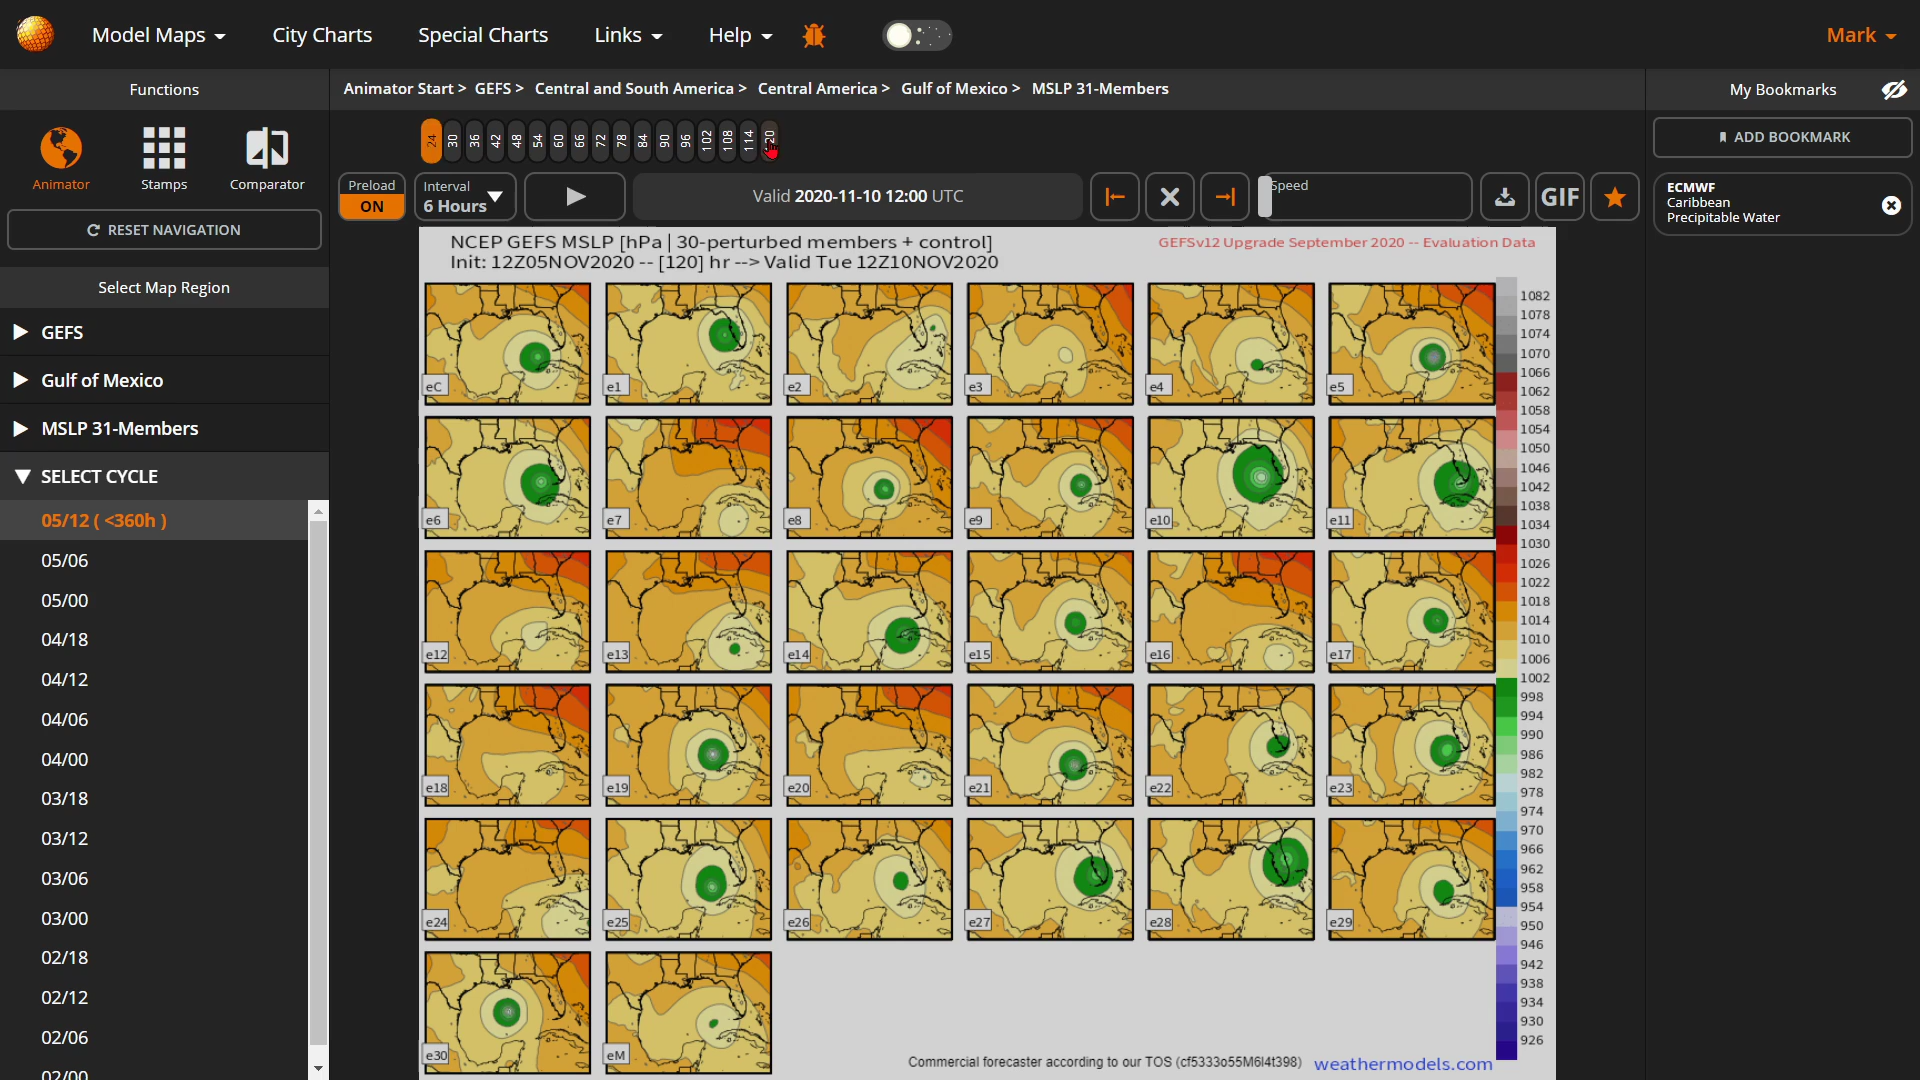 Model Maps
City Charts
Special Charts
Links
Help
Mark
Functions
Animator
Stamps
Comparator
RESET NAVIGATION
Select Map Region
GEFS
Gulf of Mexico
MSLP 31-Members
SELECT CYCLE
05/12 ( <360h )
05/06
05/00
04/18
04/12
04/06
04/00
03/18
03/12
03/06
03/00
02/18
02/12
02/06
02/00
Animator Start > GEFS > Central and South America > Central America > Gulf of Mexico > MSLP 31-Members
24 30 36 42 48 54 60 66 72 78 84 90 96 102 108 114
Preload
ON
Interval
6 Hours
Valid 2020-11-10 12:00 UTC
Speed
GIF
My Bookmarks
ADD BOOKMARK
ECMWF
Caribbean
Precipitable Water
NCEP GEFS MSLP [hPa | 30-perturbed members + control]
GEFSv12 Upgrade September 2020 -- Evaluation Data
Init: 12Z05NOV2020 -- [120] hr --> Valid Tue 12Z10NOV2020
eC e1 e2 e3 e4 e5
e6 e7 e8 e9 e10 e11
e12 e13 e14 e15 e16 e17
e18 e19 e20 e21 e22 e23
e24 e25 e26 e27 e28 e29
e30 eM
1082
1078
1074
1070
1066
1062
1058
1054
1050
1046
1042
1038
1034
1030
1026
1022
1018
1014
1010
1006
1002
998
994
990
986
982
978
974
970
966
962
958
954
950
946
942
938
934
930
926
Commercial forecaster according to our TOS (cf5333o55M6l4t398)
weathermodels.com